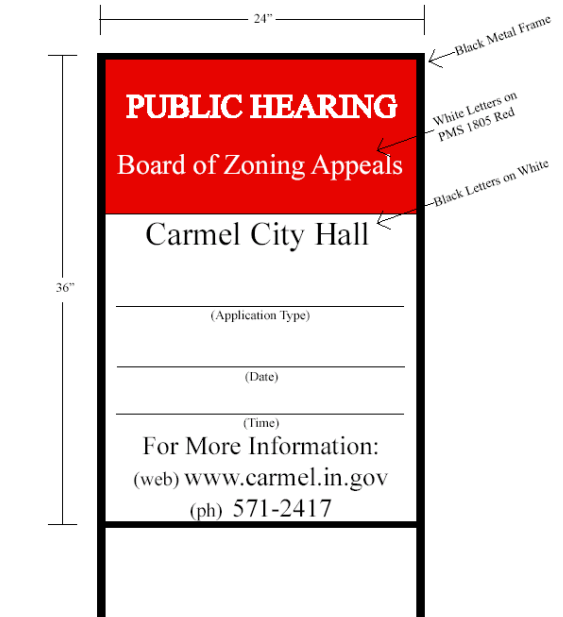 24”
Black Metal Frame
PUBLIC HEARING
White Letters on
PMS 1805 Red
Board of Zoning Appeals
Black Letters on White
Carmel City Hall
36”
(Application Type)
(Date)
(Time)
For More Information:
(web) www.carmel.in.gov
(ph) 571-2417